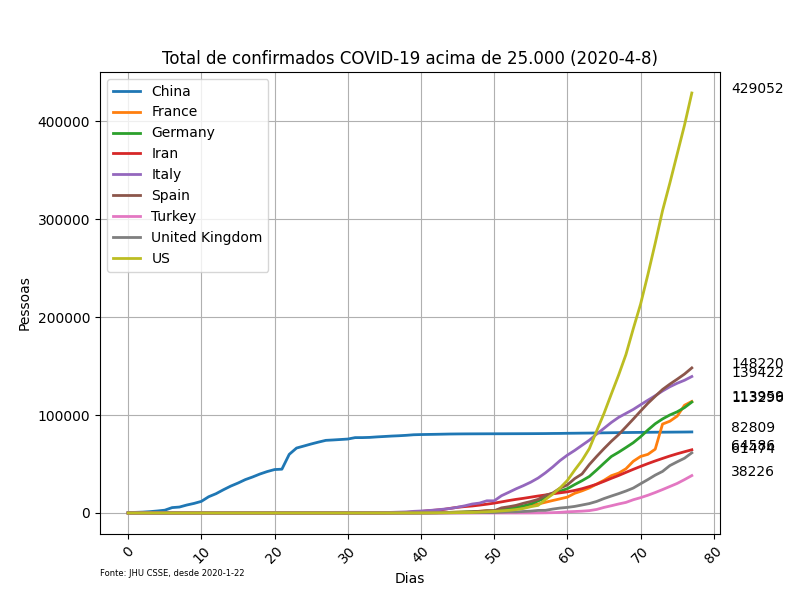 Total de confirmados COVID-19 acima de 25.000 (2020-4-8)
China
France
Germany
Iran
Italy
Spain
Turkey
United Kingdom
US
Pessoas
400000
300000
200000
100000
0
429052
148220
139422
82809
64586
61474
38226
0
10
20
30
40
50
60
70
80
Dias
Fonte: JHU CSSE, desde 2020-1-22